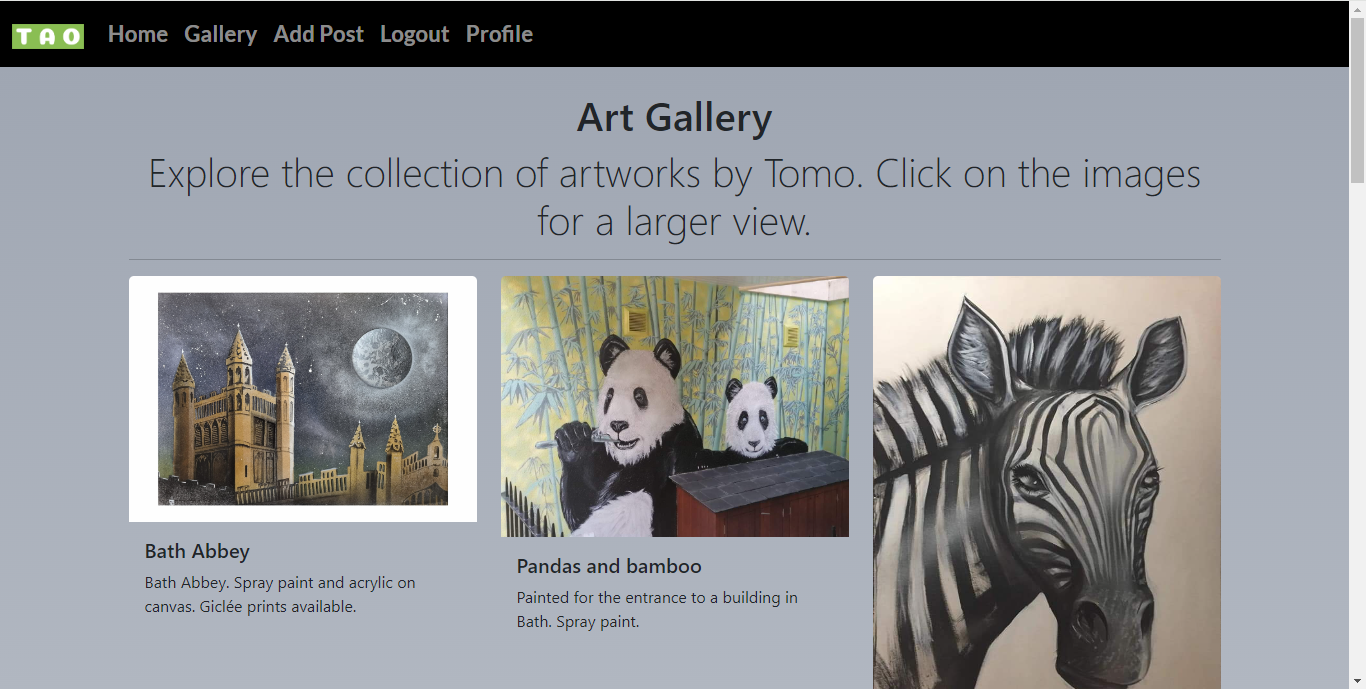 TAO
Home Gallery Add Post Logout Profile
Art Gallery
Explore the collection of artworks by Tomo. Click on the images
for a larger view.
Bath Abbey
Bath Abbey. Spray paint and acrylic on
canvas. Giclée prints available.
Pandas and bamboo
Painted for the entrance to a building in
Bath. Spray paint.